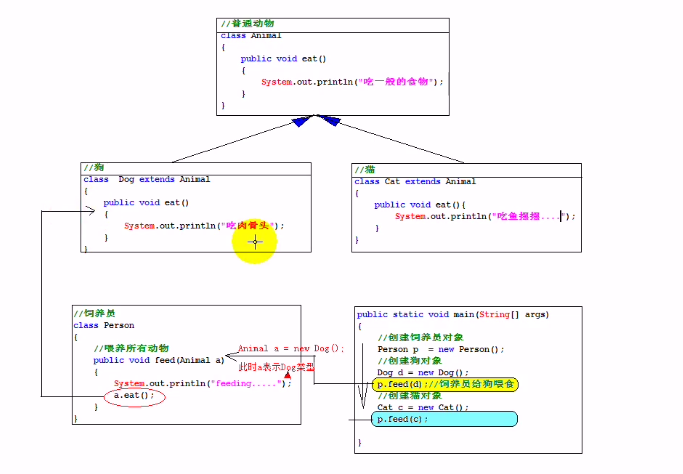 //普通动物
class Animal
{
public void eat()
{
System.out.println("吃一般的食物");
}
}
//狗
class Dog extends Animal
{
public void eat()
{
System.out.println("吃肉骨头");
}
}
//猫
class Cat extends Animal
{
public void eat(){
System.out.println("吃鱼摆摆....");
}
}
//饲养员
class Person
{
//喂养所有动物
public void feed(Animal a)
{
System.out.println("feeding.....");
a.eat();
}
}
Animal a = new Dog();
此时a表示Dog类型
public static void main(String[] args)
{
//创建饲养员对象
Person p = new Person();
//创建狗对象
Dog d = new Dog();
p.feed(d);//饲养员给狗喂食
//创建猫对象
Cat c = new Cat();
p.feed(c);
}